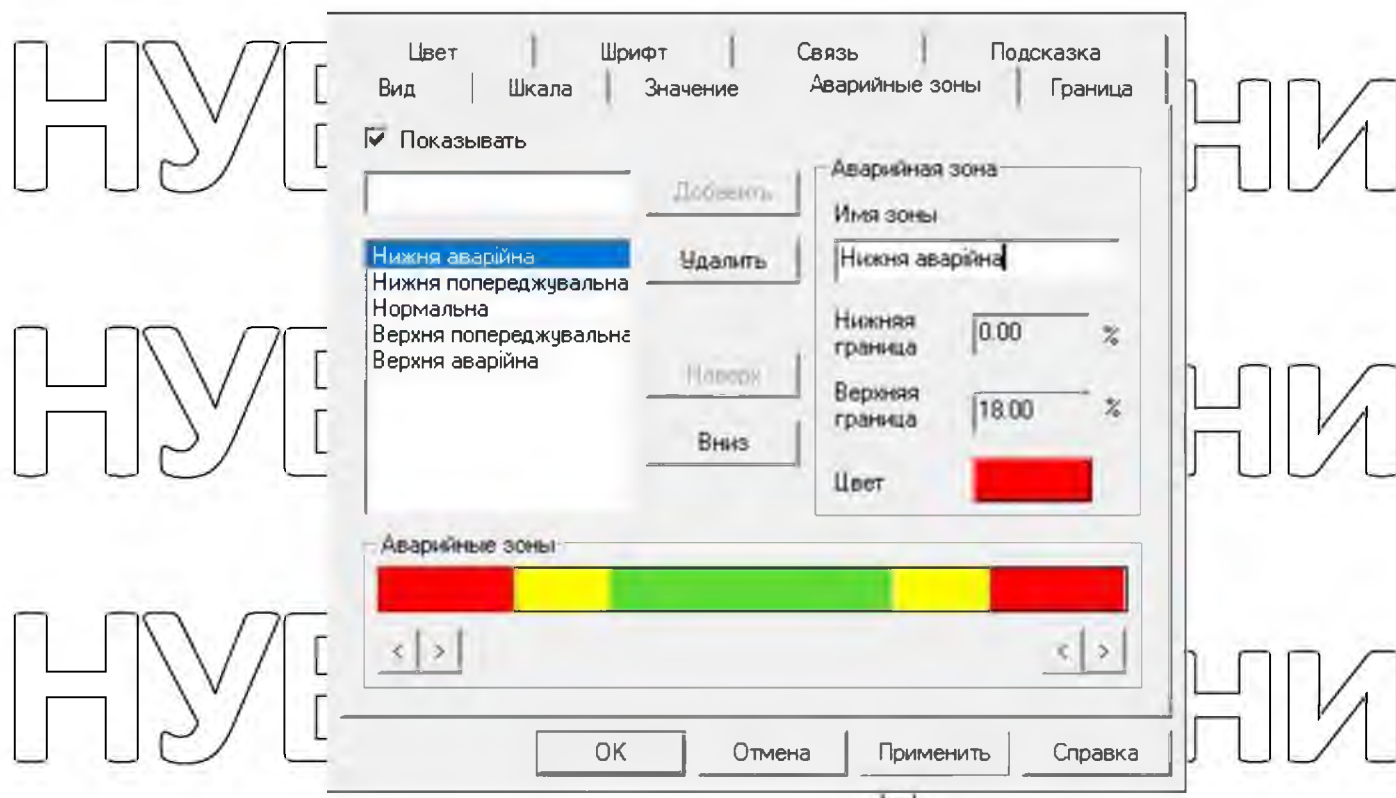 Цвет Шрифт Связь Подсказка
Вид Шкала Значение Аварийные зоны Граница
Показывать
Добавить
Удалить
Наверх
Вниз
Нижня аварійна
Нижня попереджувальна
Нормальна
Верхня попереджувальна
Верхня аварійна
Аварийная зона
Имя зоны
Нижня аварійна
Нижняя
граница
0.00 %
Верхняя
граница
18.00 %
Цвет
Аварийные зоны
< > < >
OK Отмена Применить Справка